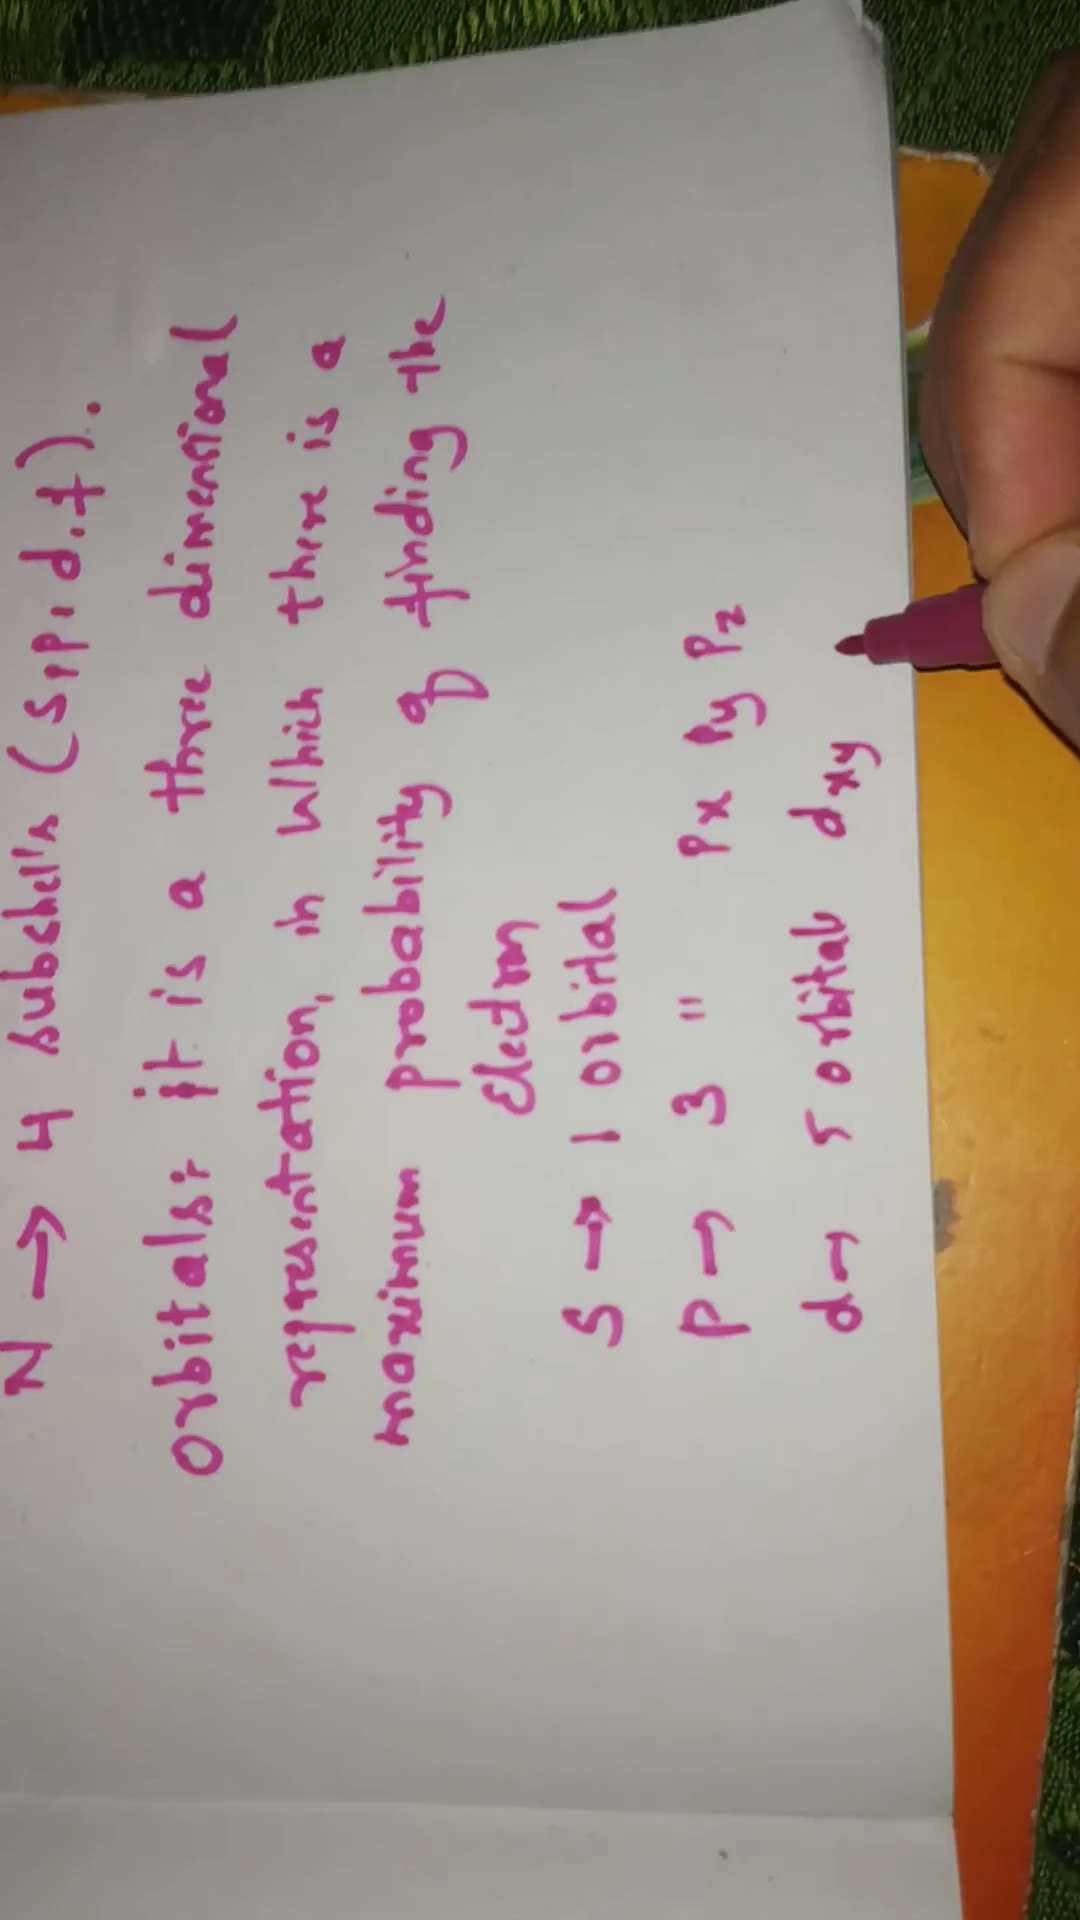 N → 4 subshell's (s,p,d,f).
orbitals: it is a three dimensional
representation, in which there is a
maximum probability of finding the
Electron
S → 1 orbital
P → 3 " Px Py Pz
d → 5 orbitals dxy